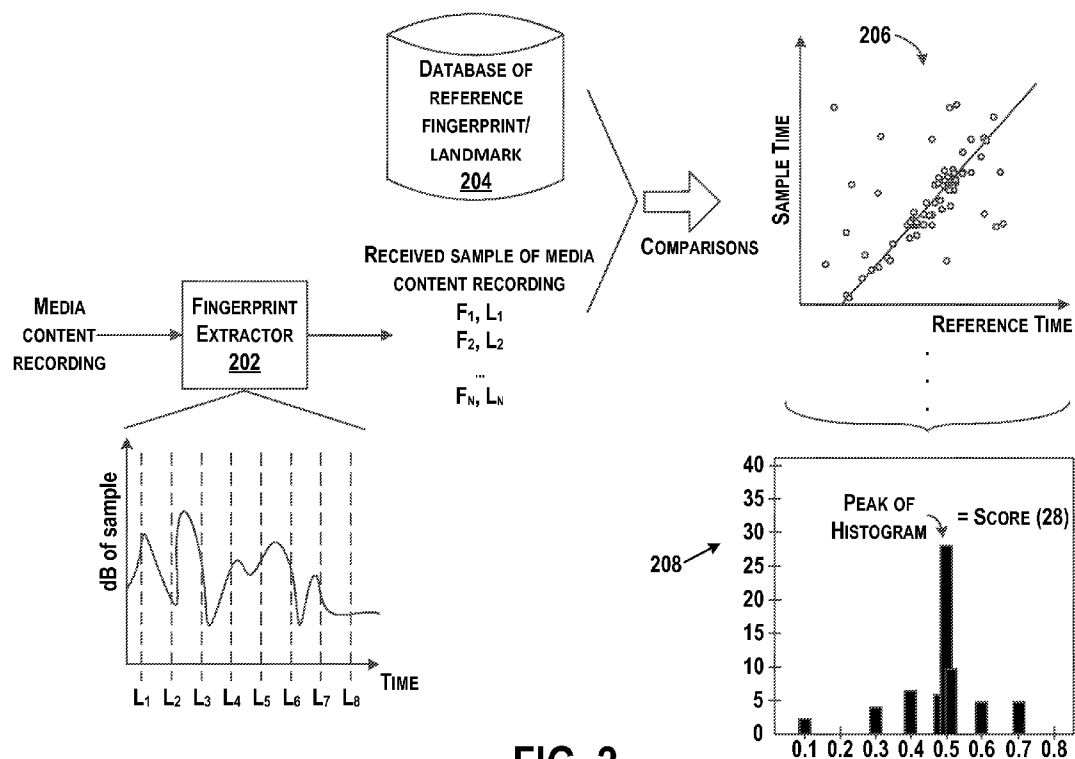 DATABASE OF
REFERENCE
FINGERPRINT/
LANDMARK
204
206
SAMPLE TIME
REFERENCE TIME
COMPARISONS
RECEIVED SAMPLE OF MEDIA
CONTENT RECORDING
F1, L1
F2, L2
...
FN, LN
MEDIA
CONTENT
RECORDING
FINGERPRINT
EXTRACTOR
202
dB of sample
TIME
L1 L2 L3 L4 L5 L6 L7 L8
208
40
35
30
25
20
15
10
5
0
PEAK OF
HISTOGRAM
= SCORE (28)
0.1 0.2 0.3 0.4 0.5 0.6 0.7 0.8